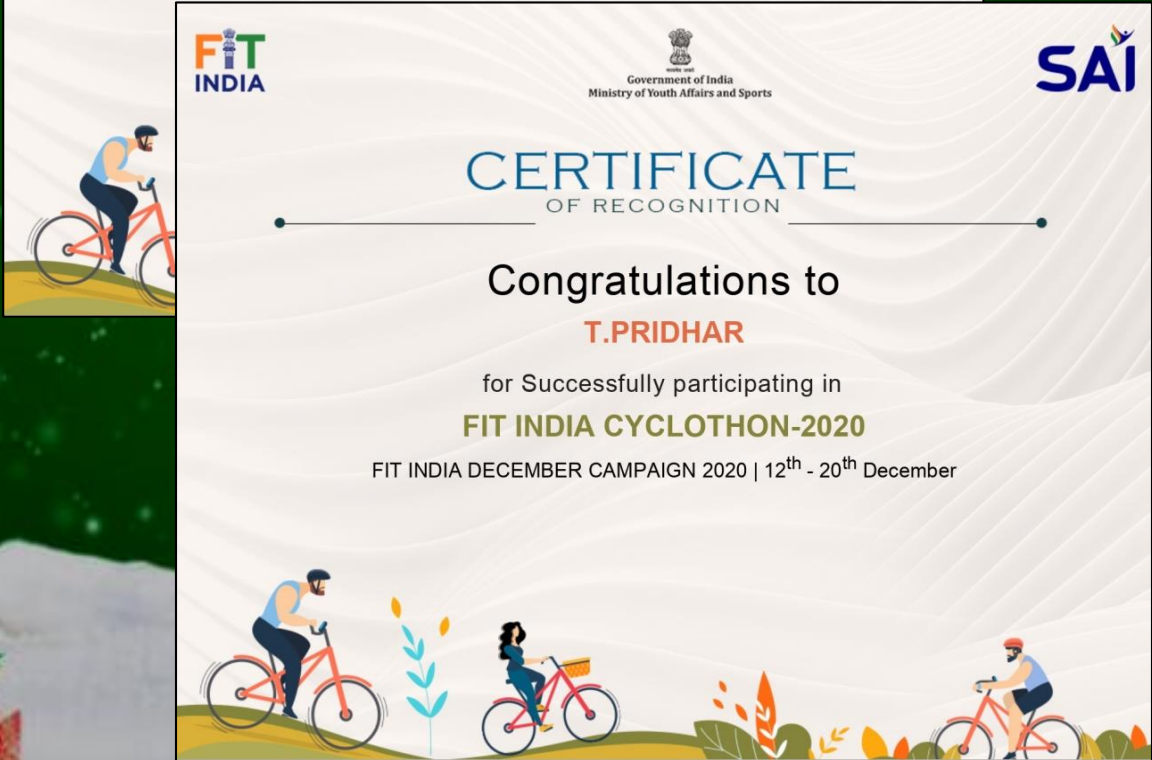 FIT
INDIA
Government of India
Ministry of Youth Affairs and Sports
SAI
CERTIFICATE
OF RECOGNITION
Congratulations to
T.PRIDHAR
for Successfully participating in
FIT INDIA CYCLOTHON-2020
FIT INDIA DECEMBER CAMPAIGN 2020 | 12th - 20th December